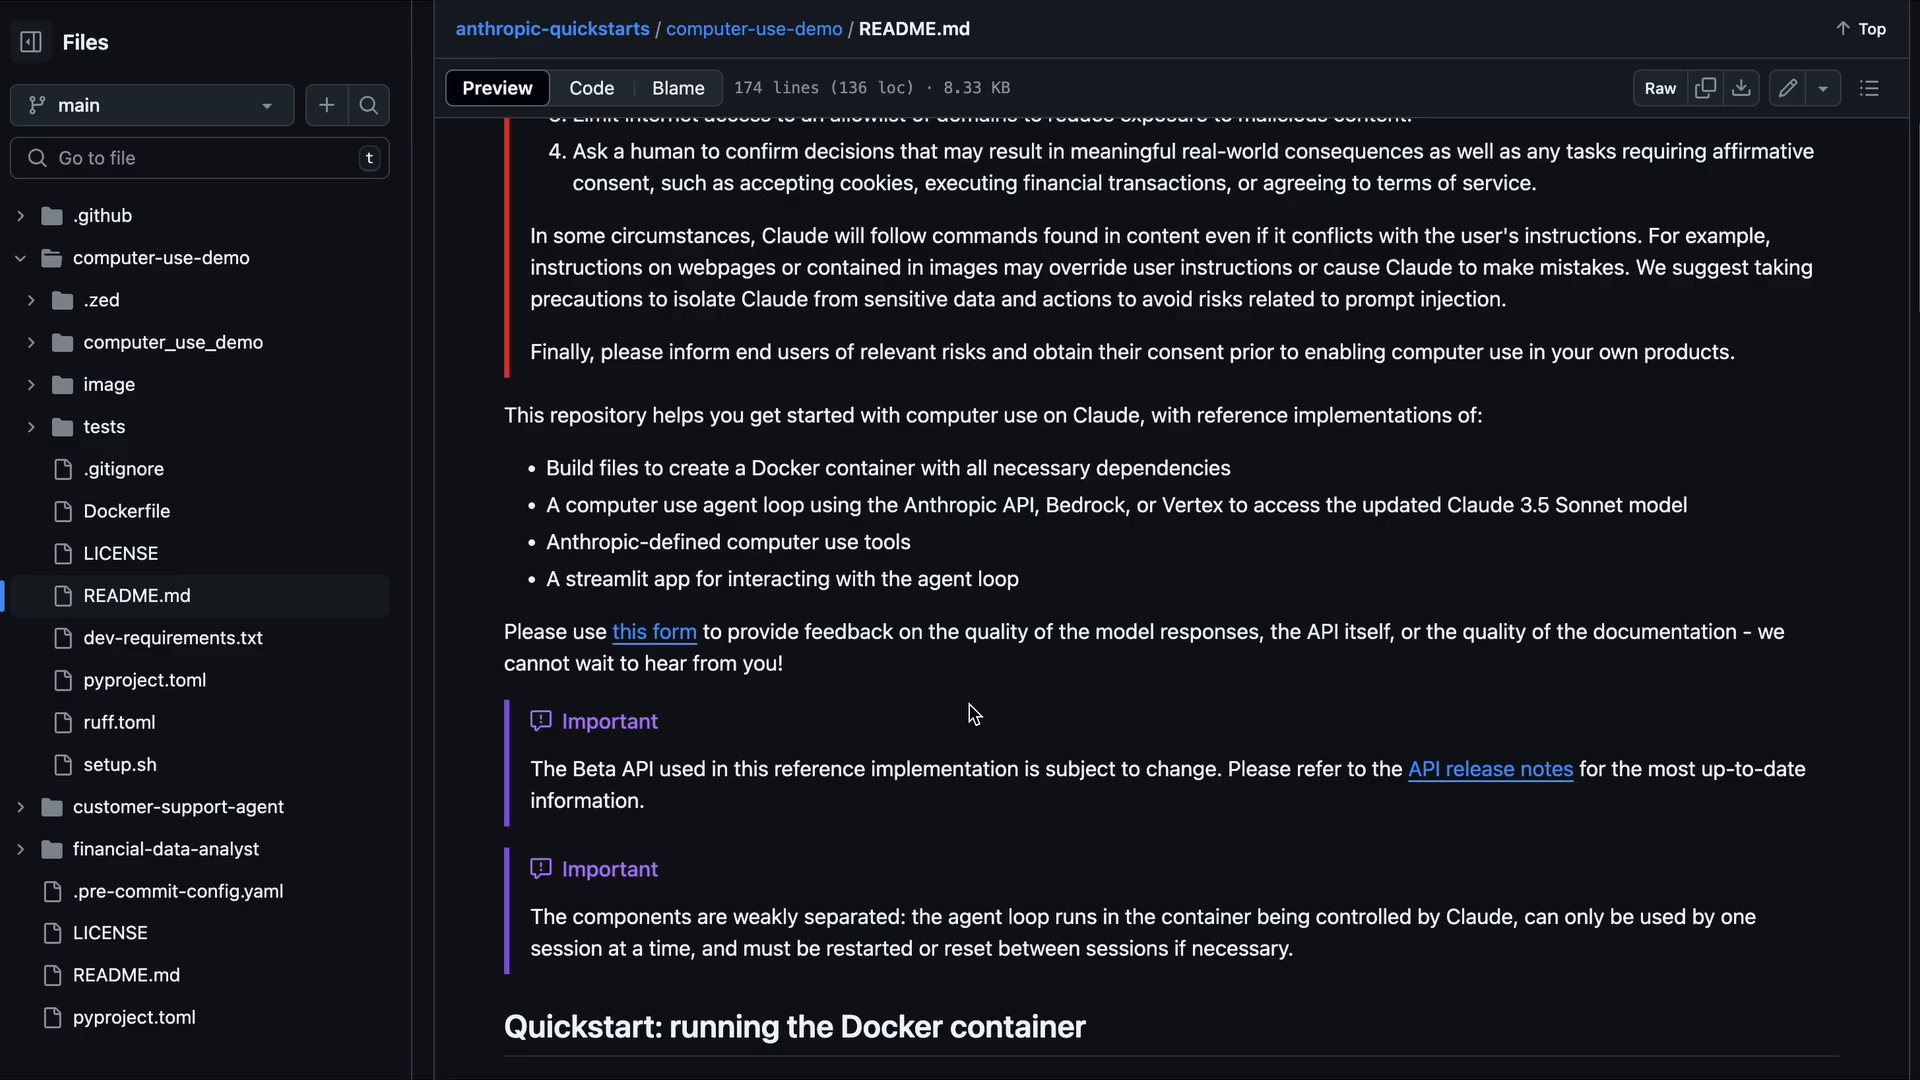 Files
main
Go to file
t
.github
computer-use-demo
.zed
computer_use_demo
image
tests
.gitignore
Dockerfile
LICENSE
README.md
dev-requirements.txt
pyproject.toml
ruff.toml
setup.sh
customer-support-agent
financial-data-analyst
.pre-commit-config.yaml
LICENSE
README.md
pyproject.toml
anthropic-quickstarts / computer-use-demo / README.md
Top
Preview Code Blame 174 lines (136 loc) · 8.33 KB
Raw
3. Limit internet access to an allowlist of domains to reduce exposure to malicious content.
4. Ask a human to confirm decisions that may result in meaningful real-world consequences as well as any tasks requiring affirmative
consent, such as accepting cookies, executing financial transactions, or agreeing to terms of service.
In some circumstances, Claude will follow commands found in content even if it conflicts with the user's instructions. For example,
instructions on webpages or contained in images may override user instructions or cause Claude to make mistakes. We suggest taking
precautions to isolate Claude from sensitive data and actions to avoid risks related to prompt injection.
Finally, please inform end users of relevant risks and obtain their consent prior to enabling computer use in your own products.
This repository helps you get started with computer use on Claude, with reference implementations of:
• Build files to create a Docker container with all necessary dependencies
• A computer use agent loop using the Anthropic API, Bedrock, or Vertex to access the updated Claude 3.5 Sonnet model
• Anthropic-defined computer use tools
• A streamlit app for interacting with the agent loop
Please use this form to provide feedback on the quality of the model responses, the API itself, or the quality of the documentation - we
cannot wait to hear from you!
Important
The Beta API used in this reference implementation is subject to change. Please refer to the API release notes for the most up-to-date
information.
Important
The components are weakly separated: the agent loop runs in the container being controlled by Claude, can only be used by one
session at a time, and must be restarted or reset between sessions if necessary.
Quickstart: running the Docker container